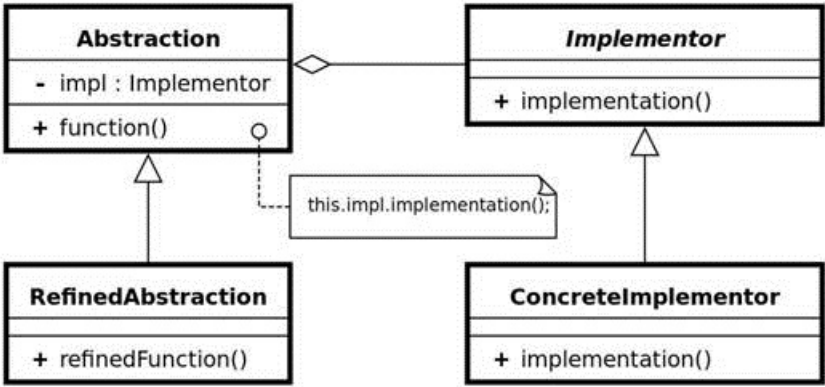 Abstraction
- impl : Implementor
+ function()
Implementor
+ implementation()
this.impl.implementation();
RefinedAbstraction
+ refinedFunction()
ConcreteImplementor
+ implementation()